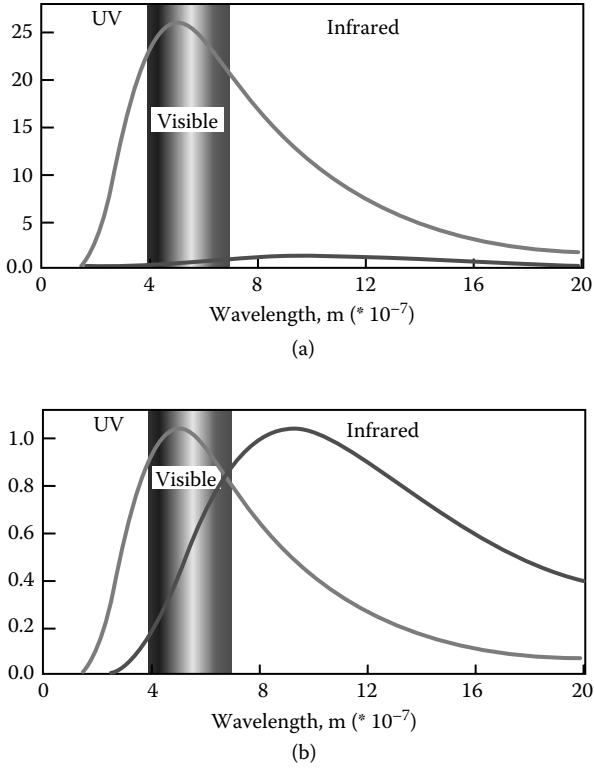 UV
Infrared
25
20
15
10
5
0.0
Visible
0 4 8 12 16 20
Wavelength, m (* 10⁻⁷)
(a)
UV
Infrared
1.0
0.8
0.6
0.4
0.2
0.0
Visible
0 4 8 12 16 20
Wavelength, m (* 10⁻⁷)
(b)